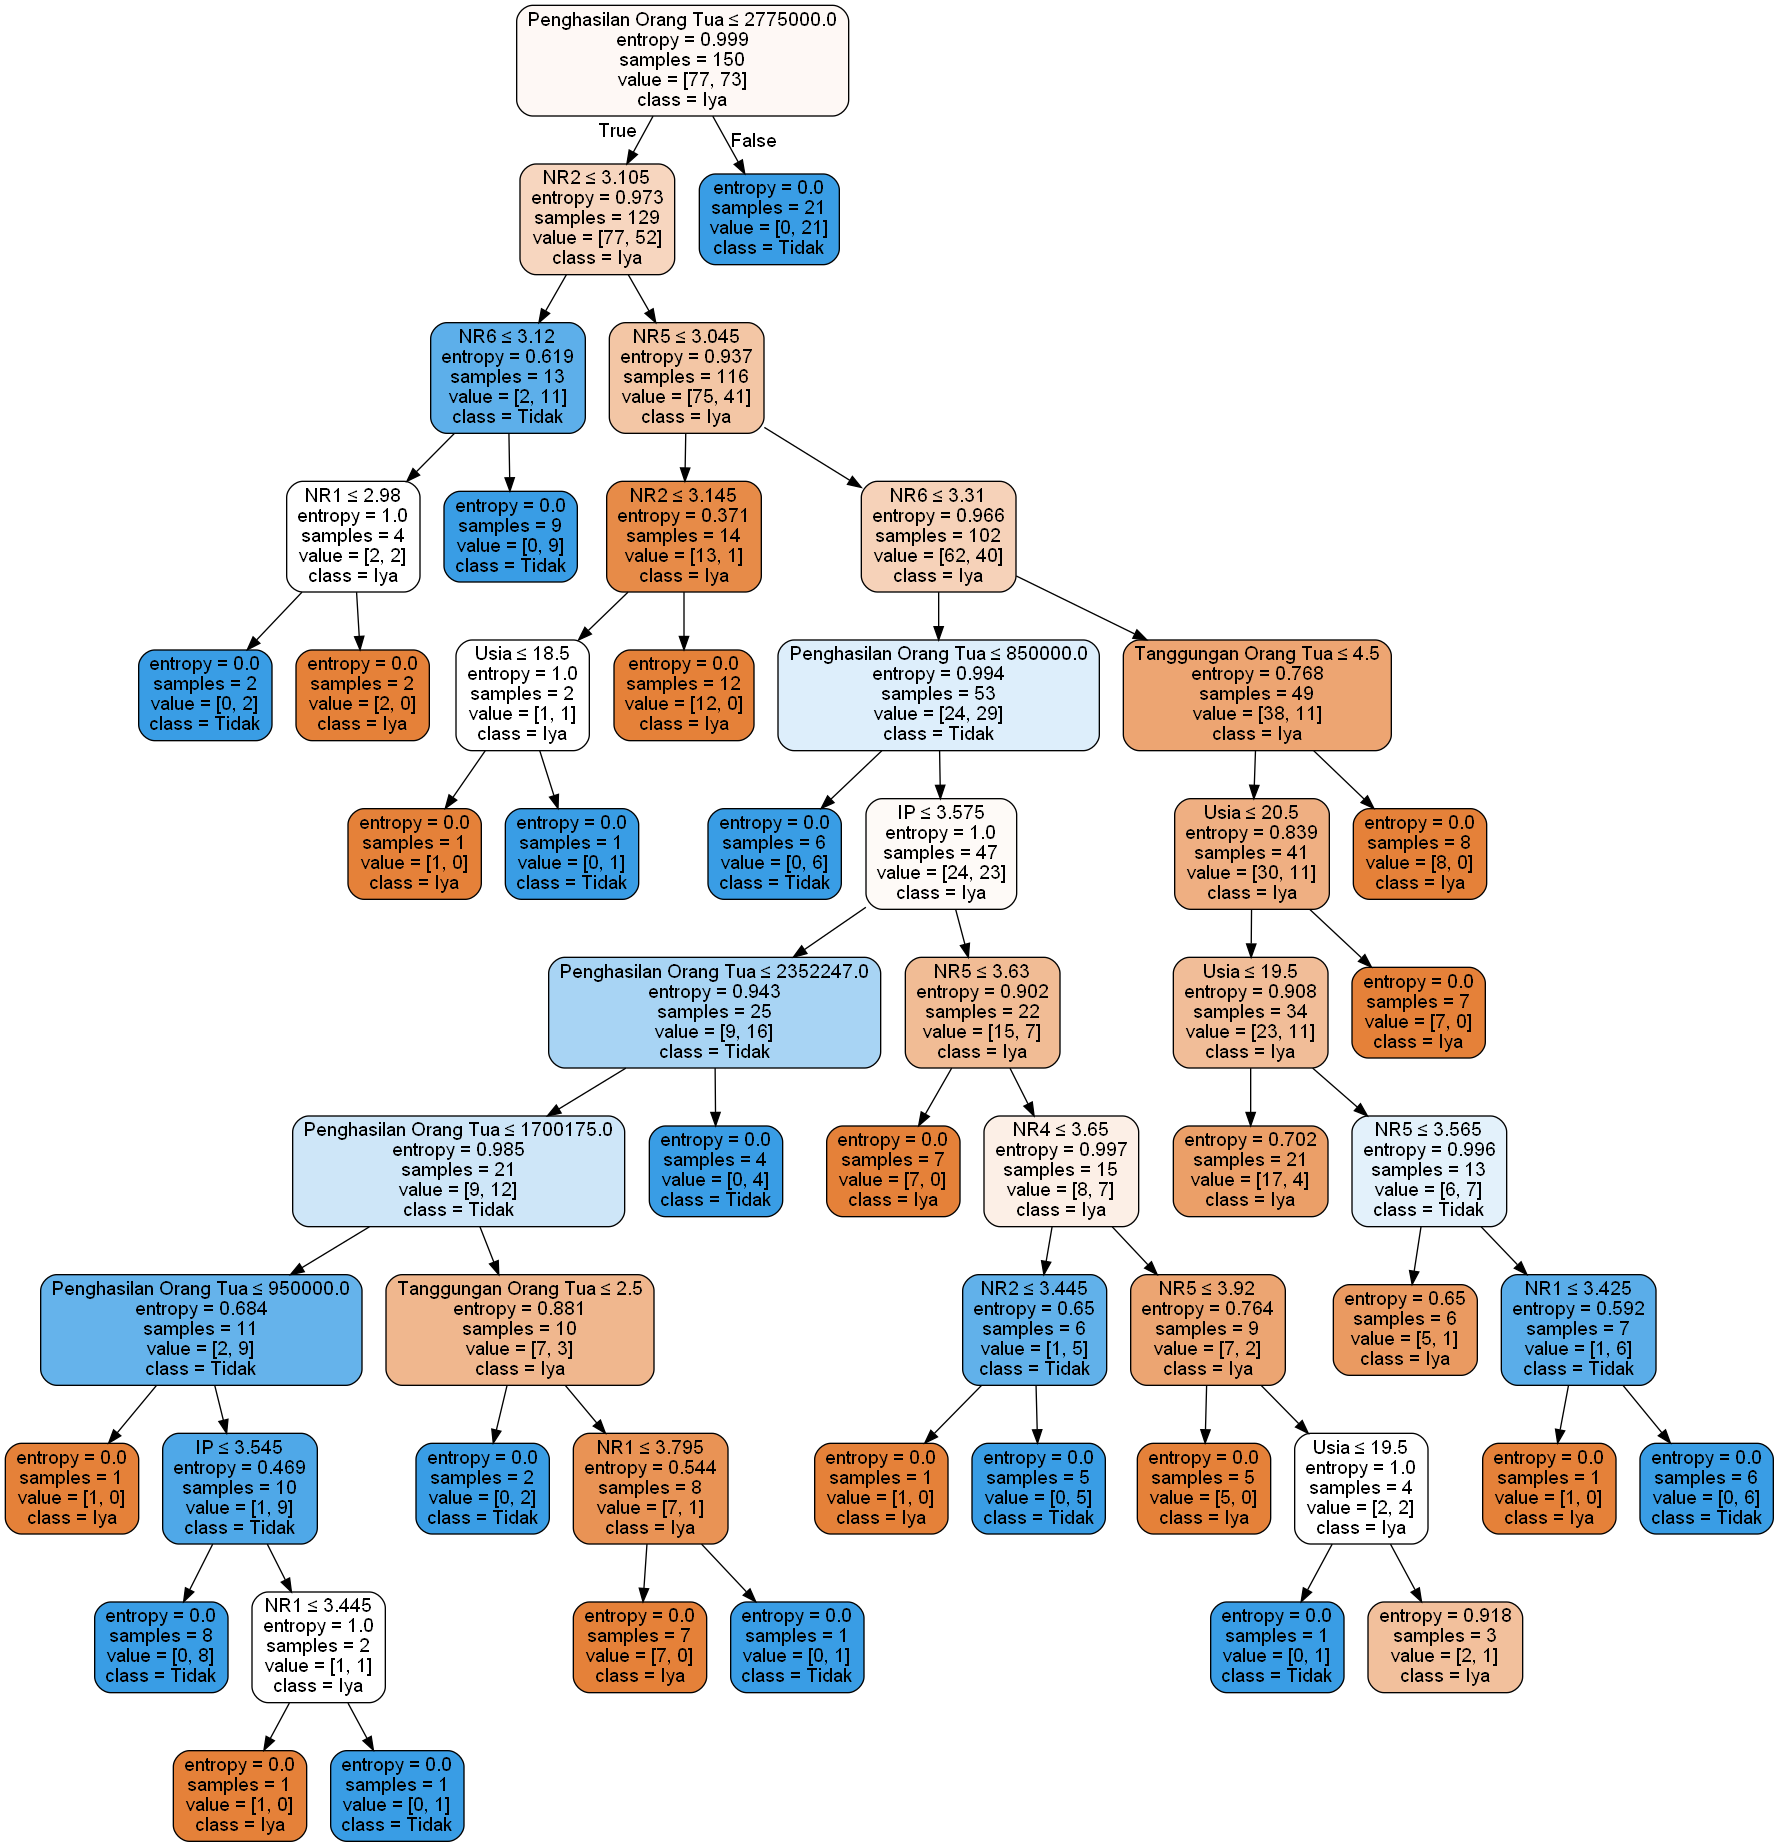 Penghasilan Orang Tua ≤ 2775000.0
entropy = 0.999
samples = 150
value = [77, 73]
class = Iya
True
False
NR2 ≤ 3.105
entropy = 0.973
samples = 129
value = [77, 52]
class = Iya
entropy = 0.0
samples = 21
value = [0, 21]
class = Tidak
NR6 ≤ 3.12
entropy = 0.619
samples = 13
value = [2, 11]
class = Tidak
NR5 ≤ 3.045
entropy = 0.937
samples = 116
value = [75, 41]
class = Iya
NR1 ≤ 2.98
entropy = 1.0
samples = 4
value = [2, 2]
class = Iya
entropy = 0.0
samples = 9
value = [0, 9]
class = Tidak
NR2 ≤ 3.145
entropy = 0.371
samples = 14
value = [13, 1]
class = Iya
NR6 ≤ 3.31
entropy = 0.966
samples = 102
value = [62, 40]
class = Iya
entropy = 0.0
samples = 2
value = [0, 2]
class = Tidak
entropy = 0.0
samples = 2
value = [2, 0]
class = Iya
Usia ≤ 18.5
entropy = 1.0
samples = 2
value = [1, 1]
class = Iya
entropy = 0.0
samples = 12
value = [12, 0]
class = Iya
Penghasilan Orang Tua ≤ 850000.0
entropy = 0.994
samples = 53
value = [24, 29]
class = Tidak
Tanggungan Orang Tua ≤ 4.5
entropy = 0.768
samples = 49
value = [38, 11]
class = Iya
entropy = 0.0
samples = 1
value = [1, 0]
class = Iya
entropy = 0.0
samples = 1
value = [0, 1]
class = Tidak
entropy = 0.0
samples = 6
value = [0, 6]
class = Tidak
IP ≤ 3.575
entropy = 1.0
samples = 47
value = [24, 23]
class = Iya
Usia ≤ 20.5
entropy = 0.839
samples = 41
value = [30, 11]
class = Iya
entropy = 0.0
samples = 8
value = [8, 0]
class = Iya
Penghasilan Orang Tua ≤ 2352247.0
entropy = 0.943
samples = 25
value = [9, 16]
class = Tidak
NR5 ≤ 3.63
entropy = 0.902
samples = 22
value = [15, 7]
class = Iya
Usia ≤ 19.5
entropy = 0.908
samples = 34
value = [23, 11]
class = Iya
entropy = 0.0
samples = 7
value = [7, 0]
class = Iya
Penghasilan Orang Tua ≤ 1700175.0
entropy = 0.985
samples = 21
value = [9, 12]
class = Tidak
entropy = 0.0
samples = 4
value = [0, 4]
class = Tidak
entropy = 0.0
samples = 7
value = [7, 0]
class = Iya
NR4 ≤ 3.65
entropy = 0.997
samples = 15
value = [8, 7]
class = Iya
entropy = 0.702
samples = 21
value = [17, 4]
class = Iya
NR5 ≤ 3.565
entropy = 0.996
samples = 13
value = [6, 7]
class = Tidak
Penghasilan Orang Tua ≤ 950000.0
entropy = 0.684
samples = 11
value = [2, 9]
class = Tidak
Tanggungan Orang Tua ≤ 2.5
entropy = 0.881
samples = 10
value = [7, 3]
class = Iya
NR2 ≤ 3.445
entropy = 0.65
samples = 6
value = [1, 5]
class = Tidak
NR5 ≤ 3.92
entropy = 0.764
samples = 9
value = [7, 2]
class = Iya
entropy = 0.65
samples = 6
value = [5, 1]
class = Iya
NR1 ≤ 3.425
entropy = 0.592
samples = 7
value = [1, 6]
class = Tidak
entropy = 0.0
samples = 1
value = [1, 0]
class = Iya
IP ≤ 3.545
entropy = 0.469
samples = 10
value = [1, 9]
class = Tidak
entropy = 0.0
samples = 2
value = [0, 2]
class = Tidak
NR1 ≤ 3.795
entropy = 0.544
samples = 8
value = [7, 1]
class = Iya
entropy = 0.0
samples = 1
value = [1, 0]
class = Iya
entropy = 0.0
samples = 5
value = [0, 5]
class = Tidak
entropy = 0.0
samples = 5
value = [5, 0]
class = Iya
Usia ≤ 19.5
entropy = 1.0
samples = 4
value = [2, 2]
class = Iya
entropy = 0.0
samples = 1
value = [1, 0]
class = Iya
entropy = 0.0
samples = 6
value = [0, 6]
class = Tidak
entropy = 0.0
samples = 8
value = [0, 8]
class = Tidak
NR1 ≤ 3.445
entropy = 1.0
samples = 2
value = [1, 1]
class = Iya
entropy = 0.0
samples = 7
value = [7, 0]
class = Iya
entropy = 0.0
samples = 1
value = [0, 1]
class = Tidak
entropy = 0.0
samples = 1
value = [0, 1]
class = Tidak
entropy = 0.918
samples = 3
value = [2, 1]
class = Iya
entropy = 0.0
samples = 1
value = [1, 0]
class = Iya
entropy = 0.0
samples = 1
value = [0, 1]
class = Tidak